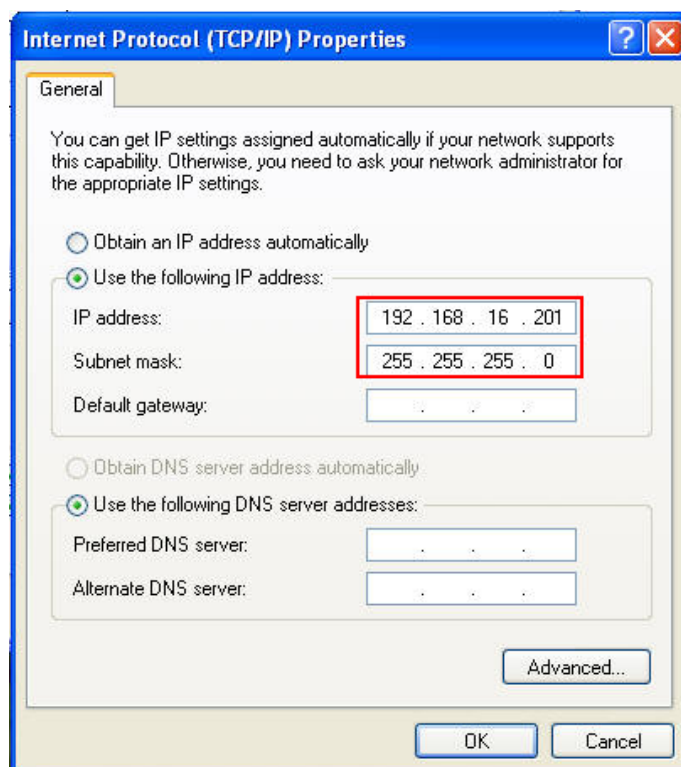 Internet Protocol (TCP/IP) Properties
General
You can get IP settings assigned automatically if your network supports
this capability. Otherwise, you need to ask your network administrator for
the appropriate IP settings.
Obtain an IP address automatically
Use the following IP address:
IP address: 192 . 168 . 16 . 201
Subnet mask: 255 . 255 . 255 . 0
Default gateway: . . .
Obtain DNS server address automatically
Use the following DNS server addresses:
Preferred DNS server: . . .
Alternate DNS server: . . .
Advanced...
OK Cancel